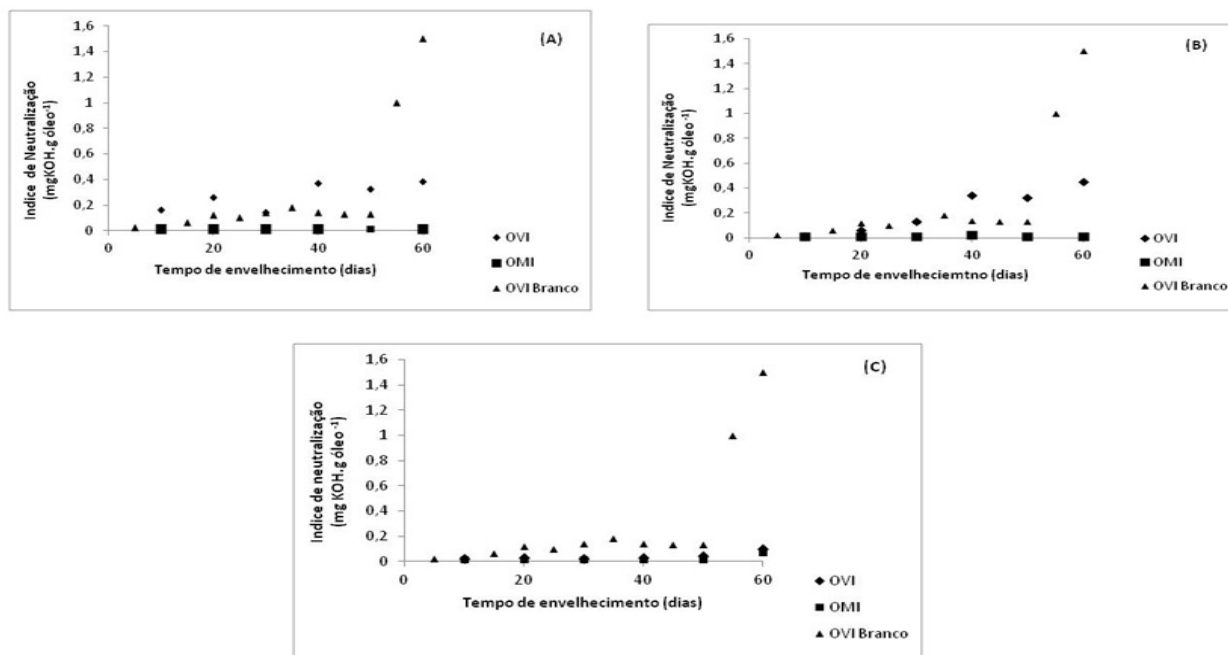 (A)
Indice de Neutralização
(mgKOH.g óleo⁻¹)
1,6
1,4
1,2
1
0,8
0,6
0,4
0,2
0
0
20
40
60
Tempo de envelhecimento (dias)
OVI
OMI
OVI Branco
(B)
Indice de Neutralização
(mgKOH.g óleo ⁻¹)
1,6
1,4
1,2
1
0,8
0,6
0,4
0,2
0
0
20
40
60
Tempo de envelheciemtno (dias)
OVI
OMI
OVI Branco
(C)
Indice de neutralização
(mg KOH.g óleo ⁻¹)
1,6
1,4
1,2
1
0,8
0,6
0,4
0,2
0
0
20
40
60
Tempo de envelhecimento (dias)
OVI
OMI
OVI Branco